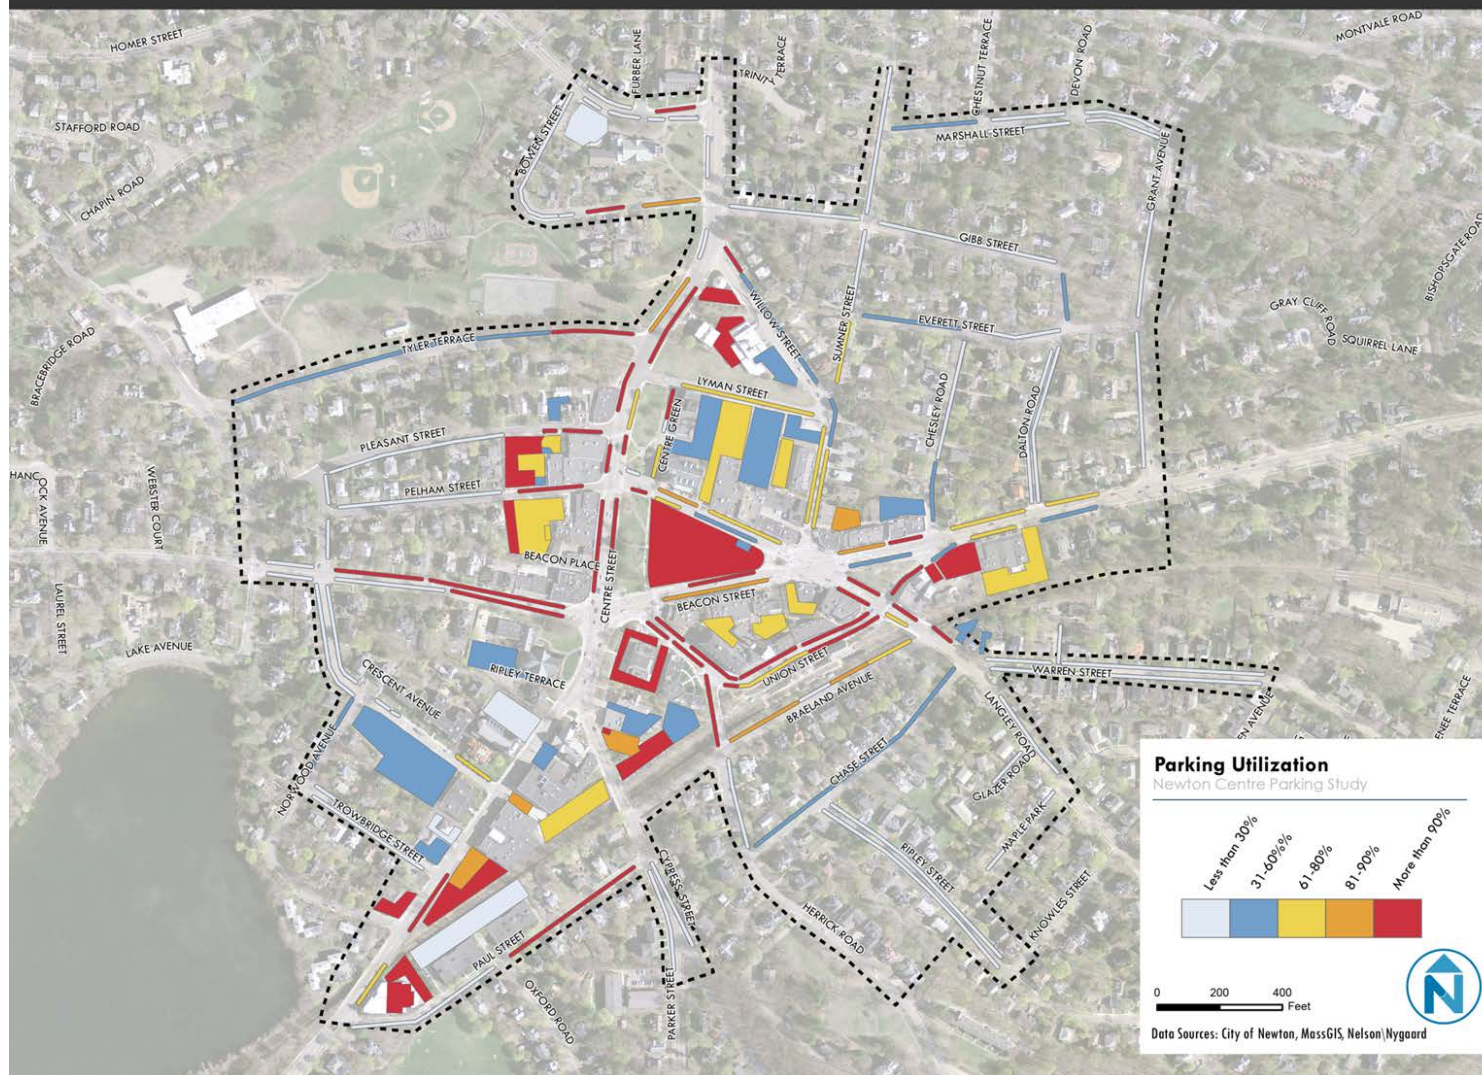 HOMER STREET
FURBER LANE
TRINITY TERRACE
CHESTNUT TERRACE
DEVON ROAD
MONTVALE ROAD
STAFFORD ROAD
BOWEN STREET
MARSHALL STREET
GRANT AVENUE
CHAPIN ROAD
GIBB STREET
BISHOPSGATE ROAD
GRAY CLIFF ROAD
SQUIRREL LANE
BRACEBRIDGE ROAD
TYLER TERRACE
WILLOW STREET
SUMNER STREET
EVERETT STREET
LYMAN STREET
CHESLEY ROAD
DALTON ROAD
PLEASANT STREET
CENTRE GREEN
PELHAM STREET
HANC
OCK AVENUE
WEBSTER COURT
BEACON PLACE
CENTRE STREET
BEACON STREET
LAUREL STREET
LAKE AVENUE
RIPLEY TERRACE
UNION STREET
BRAELAND AVENUE
WARREN STREET
CRESCENT AVENUE
NORWOOD AVENUE
LANGLEY ROAD
EN AVENUE
ENEE TERRACE
CHASE STREET
GLAZER ROAD
MAPLE PARK
TROWBRIDGE STREET
CYPRESS STREET
RIPLEY STREET
KNOWLES STREET
HERRICK ROAD
PAUL STREET
OXFORD ROAD
PARKER STREET
Parking Utilization
Newton Centre Parking Study
Less than 30%
31-60%%
61-80%
81-90%
More than 90%
0 200 400
Feet
N
Data Sources: City of Newton, MassGIS, Nelson\Nygaard